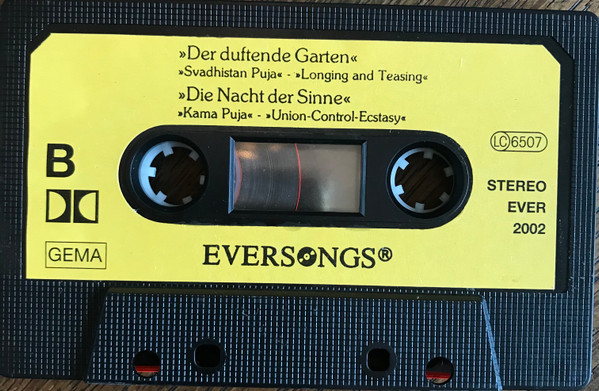 »Der duftende Garten«
»Svadhistan Puja« - »Longing and Teasing«
»Die Nacht der Sinne«
»Kama Puja« - »Union-Control-Ecstasy«
B
LC 6507
STEREO
EVER
2002
GEMA
EVERSONGS®